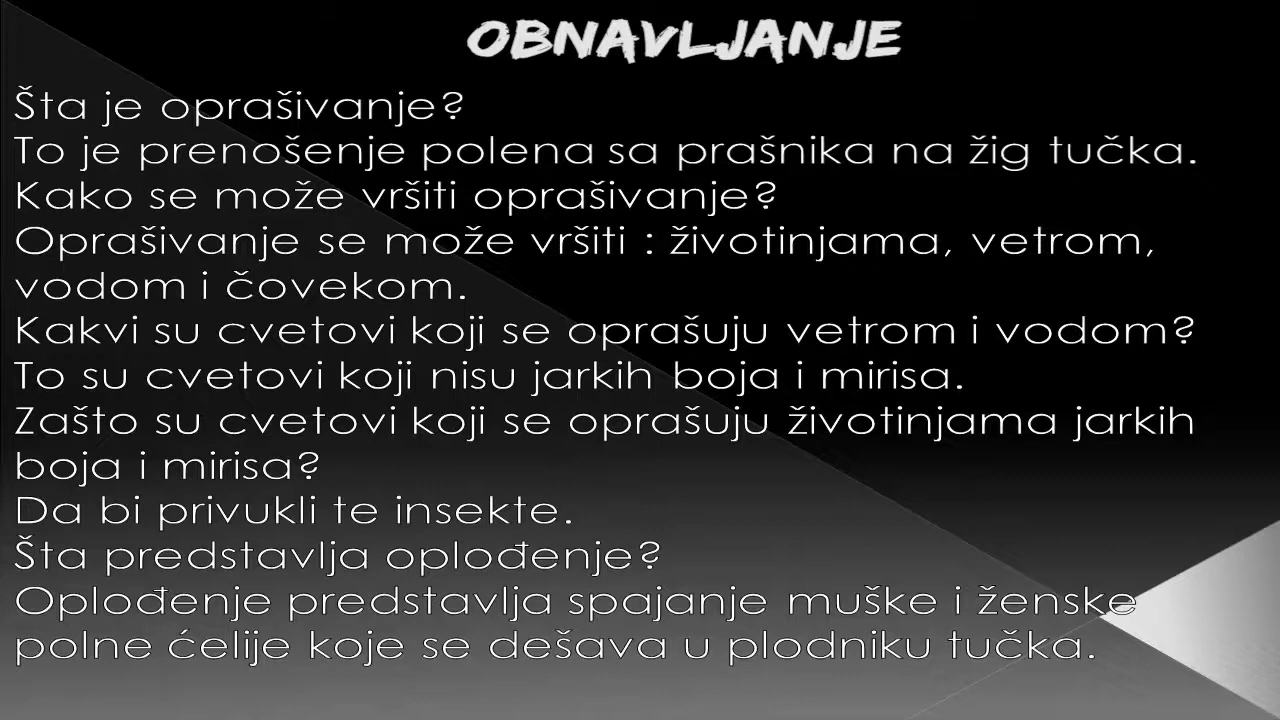 OBNAVLJANJE
Šta je oprašivanje?
To je prenošenje polena sa prašnika na žig tučka.
Kako se može vršiti oprašivanje?
Oprašivanje se može vršiti : životinjama, vetrom,
vodom i čovekom.
Kakvi su cvetovi koji se oprašuju vetrom i vodom?
To su cvetovi koji nisu jarkih boja i mirisa.
Zašto su cvetovi koji se oprašuju životinjama jarkih
boja i mirisa?
Da bi privukli te insekte.
Šta predstavlja oplođenje?
Oplođenje predstavlja spajanje muške i ženske
polne ćelije koje se dešava u plodniku tučka.